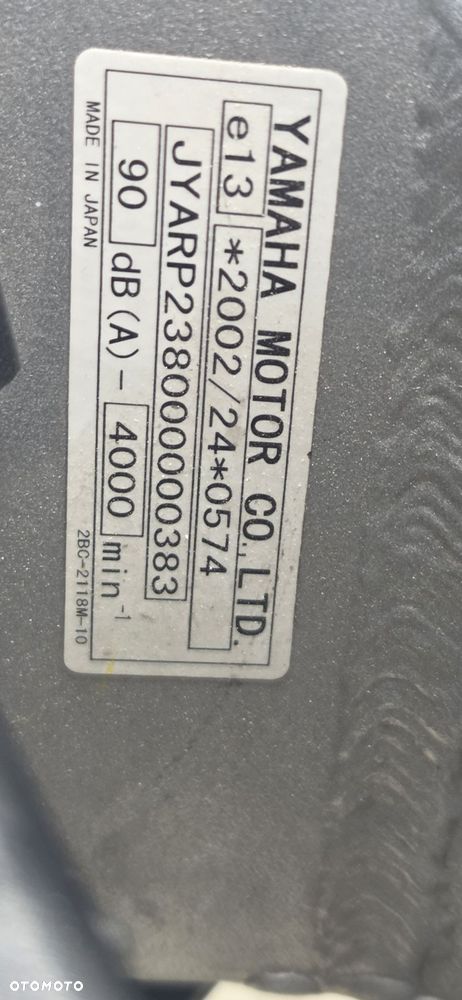 YAMAHA MOTOR CO.,LTD.
e13 *2002/24*0574
JYARP238000000383
90 dB(A)- 4000 min-1
MADE IN JAPAN 2BC-2118M-10
OTOMOTO